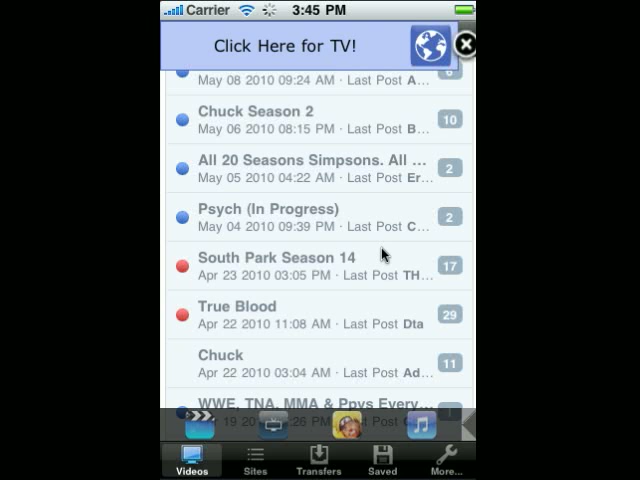 Carrier 3:45 PM
Click Here for TV!
May 08 2010 09:24 AM · Last Post A... 6
Chuck Season 2
May 06 2010 08:15 PM · Last Post B... 10
All 20 Seasons Simpsons. All ...
May 05 2010 04:22 AM · Last Post Er... 2
Psych (In Progress)
May 04 2010 09:39 PM · Last Post C... 2
South Park Season 14
Apr 23 2010 03:05 PM · Last Post TH... 17
True Blood
Apr 22 2010 11:08 AM · Last Post Dta 29
Chuck
Apr 22 2010 03:04 AM · Last Post Ad... 11
WWE, TNA, MMA & Ppvs Every...
Videos Sites Transfers Saved More...